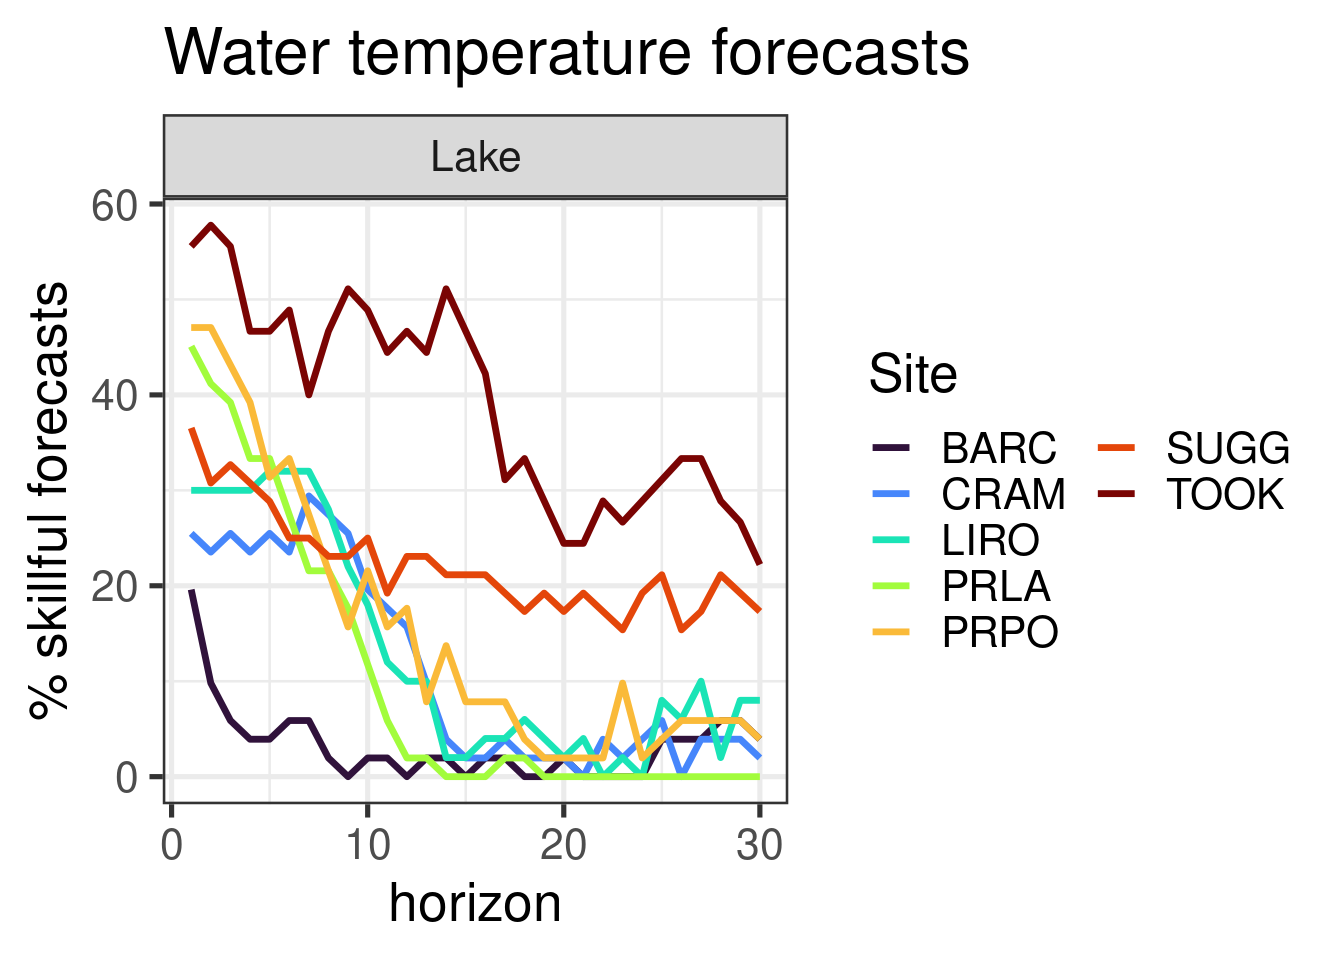 Water temperature forecasts
Lake
60
40
20
0
% skillful forecasts
0 10 20 30
horizon
Site
BARC SUGG
CRAM TOOK
LIRO
PRLA
PRPO